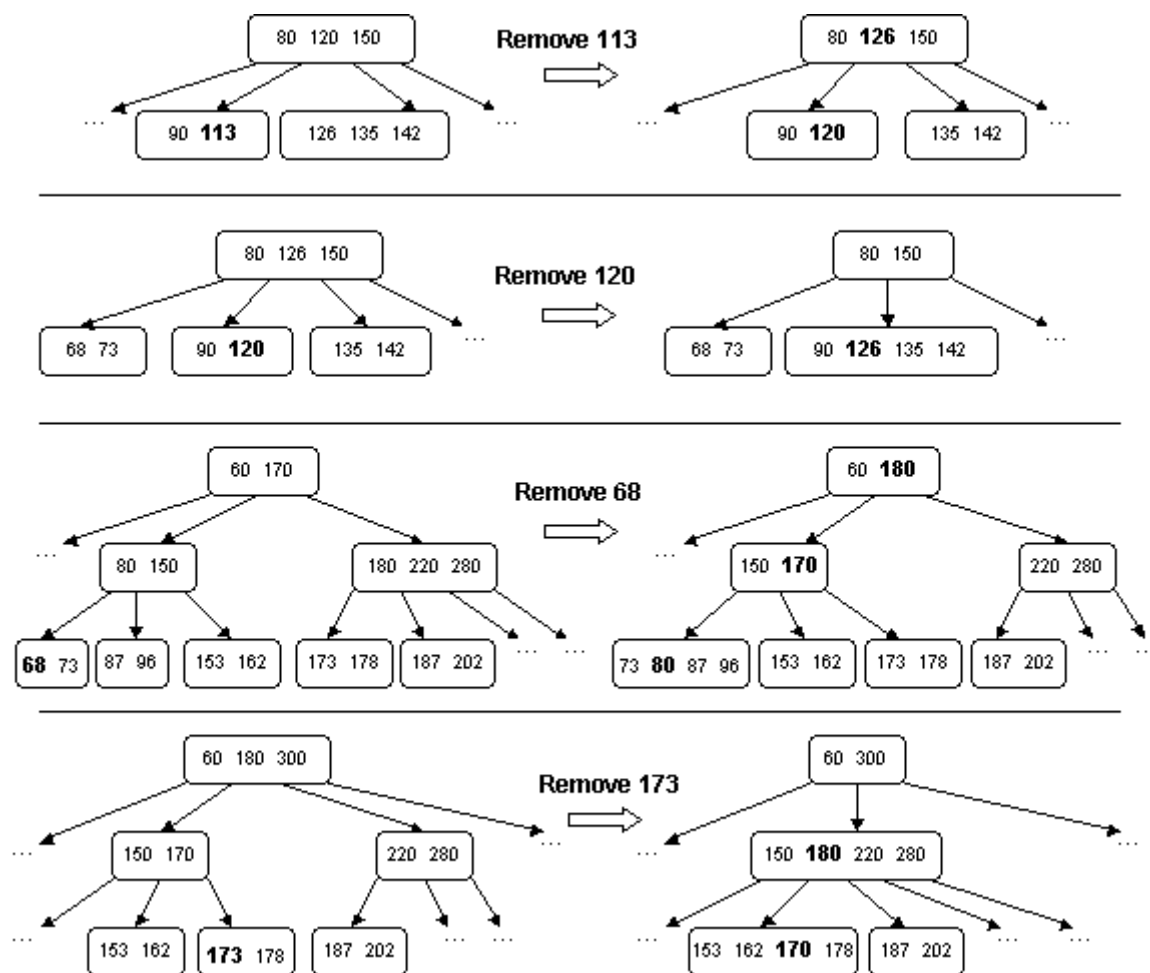 80 120 150
Remove 113
80 126 150
... ... ... ...
90 113
126 135 142
90 120
135 142
80 126 150
Remove 120
80 150
... ...
68 73
90 120
135 142
68 73
90 126 135 142
60 170
Remove 68
60 180
... ...
80 150
180 220 280
150 170
220 280
... ... ... ...
68 73
87 96
153 162
173 178
187 202
73 80 87 96
153 162
173 178
187 202
60 180 300
Remove 173
60 300
... ... ... ...
150 170
220 280
150 180 220 280
... ... ... ... ...
153 162
173 178
187 202
153 162 170 178
187 202